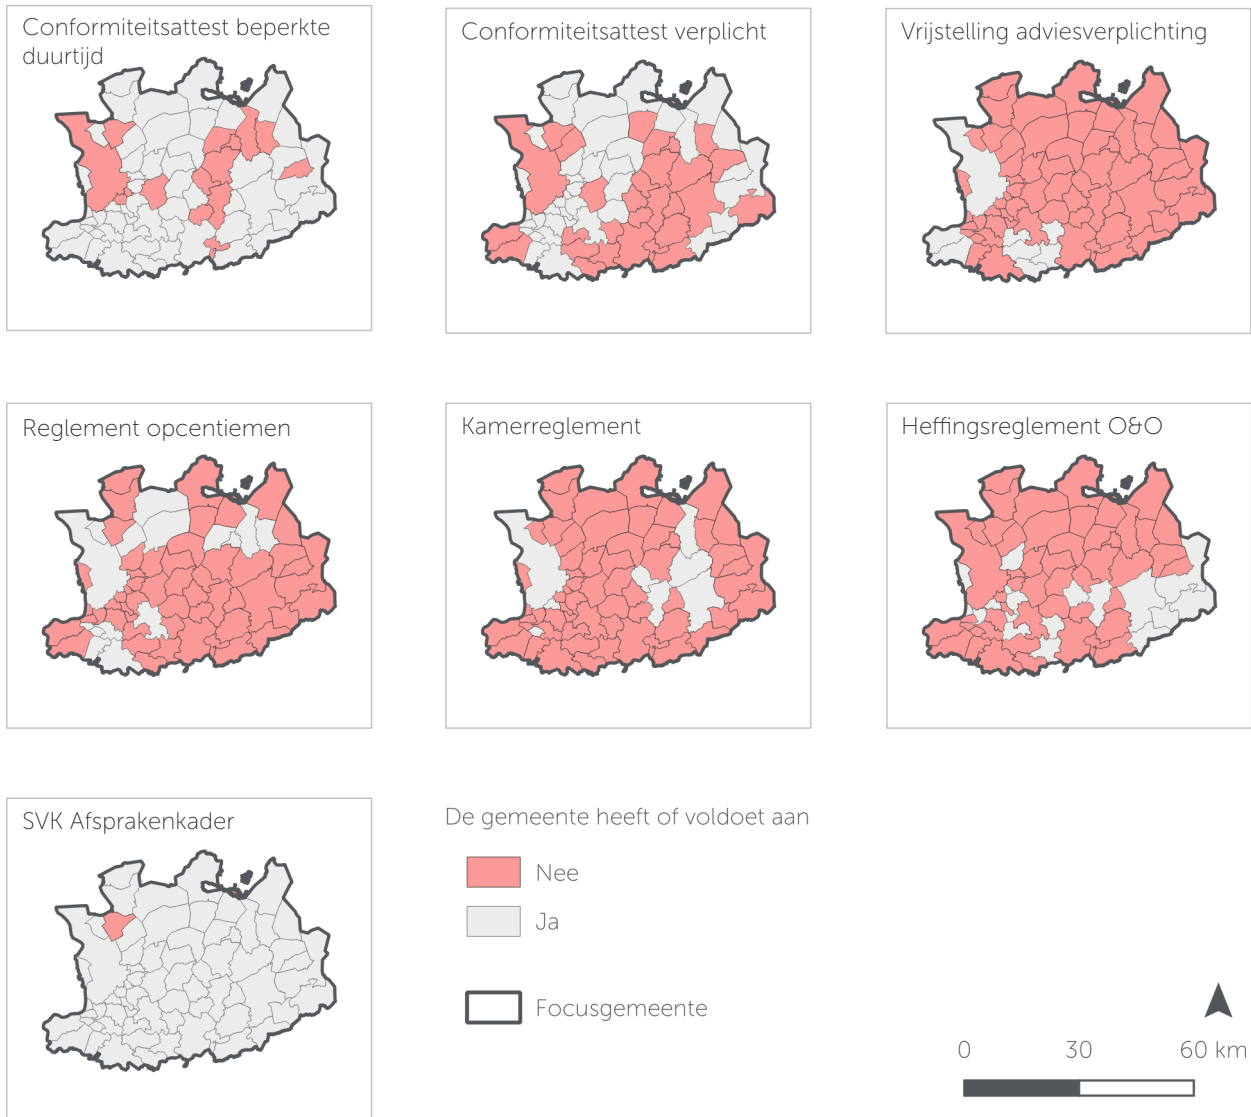 Conformiteitsattest beperkte
duurtijd
Conformiteitsattest verplicht
Vrijstelling adviesverplichting
Reglement opcentiemen
Kamerreglement
Heffingsreglement O&O
SVK Afsprakenkader
De gemeente heeft of voldoet aan
Nee
Ja
Focusgemeente
0 30 60 km